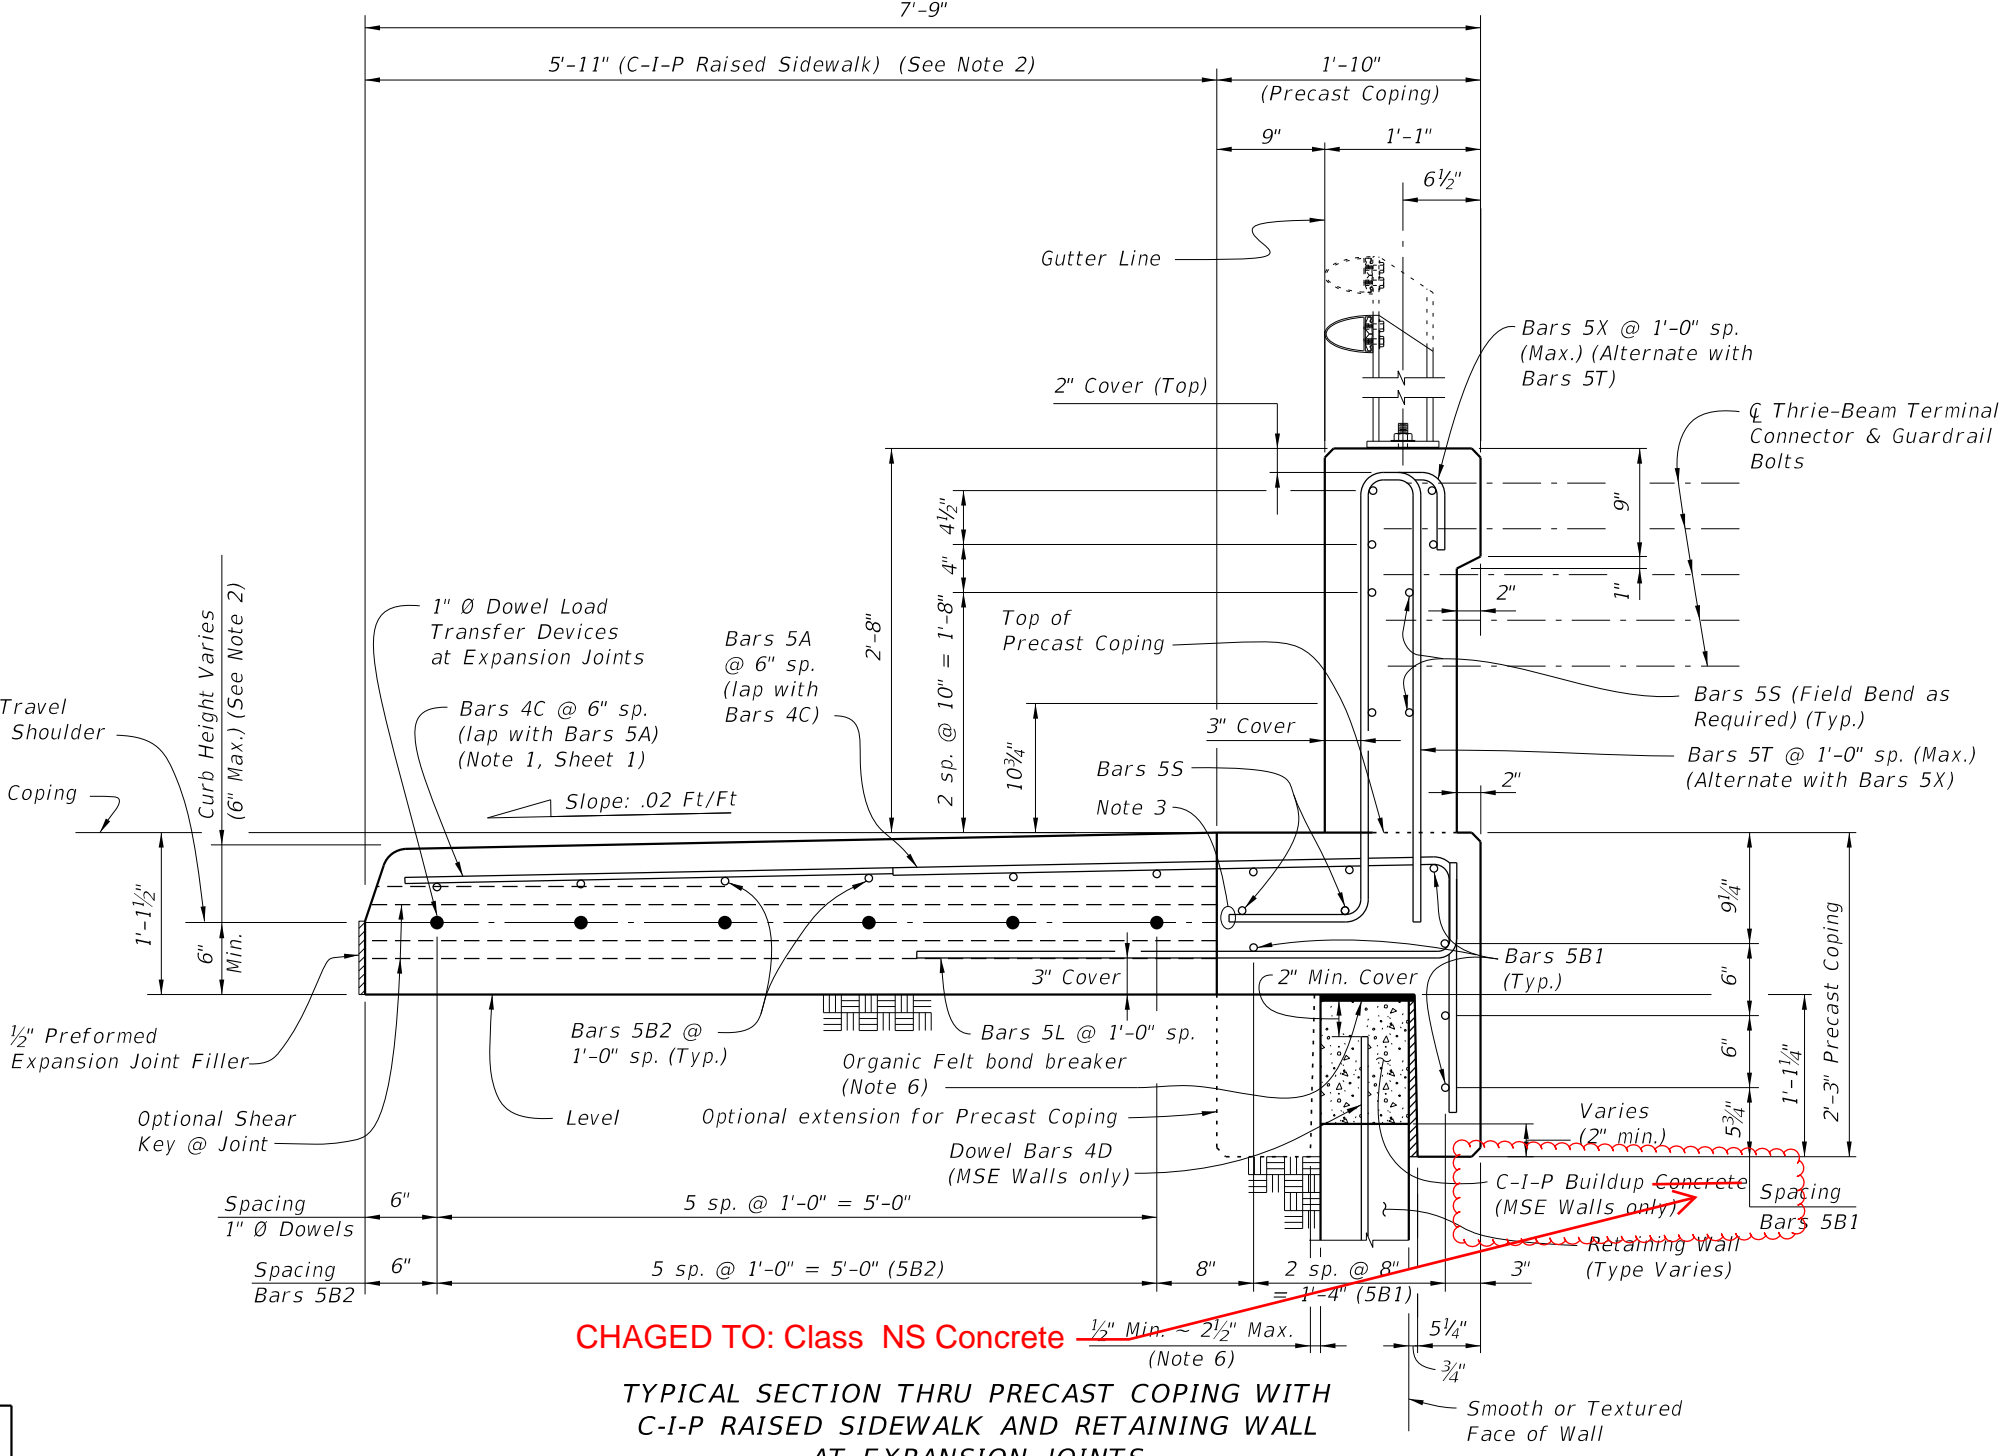 7'-9"
5'-11" (C-I-P Raised Sidewalk) (See Note 2)
1'-10"
(Precast Coping)
9"
1'-1"
6½"
Gutter Line
Bars 5X @ 1'-0" sp.
(Max.) (Alternate with
Bars 5T)
2" Cover (Top)
℄ Thrie-Beam Terminal
Connector & Guardrail
Bolts
9"
1"
2"
4½"
4"
2 sp. @ 10" = 1'-8"
2'-8"
10¾"
Top of
Precast Coping
3" Cover
Bars 5S
Note 3
Bars 5S (Field Bend as
Required) (Typ.)
Bars 5T @ 1'-0" sp. (Max.)
(Alternate with Bars 5X)
2"
1" Ø Dowel Load
Transfer Devices
at Expansion Joints
Bars 4C @ 6" sp.
(lap with Bars 5A)
(Note 1, Sheet 1)
Bars 5A
@ 6" sp.
(lap with
Bars 4C)
Slope: .02 Ft/Ft
Curb Height Varies
(6" Max.) (See Note 2)
Travel
Shoulder
Coping
1'-1½"
6"
Min.
½" Preformed
Expansion Joint Filler
Optional Shear
Key @ Joint
Level
Bars 5B2 @
1'-0" sp. (Typ.)
3" Cover
Bars 5L @ 1'-0" sp.
2" Min. Cover
Organic Felt bond breaker
(Note 6)
Optional extension for Precast Coping
Dowel Bars 4D
(MSE Walls only)
Bars 5B1
(Typ.)
9¼"
6"
6"
5¾"
1'-1¼"
2'-3" Precast Coping
Varies
(2" min.)
C-I-P Buildup Concrete
(MSE Walls only)
Spacing
Bars 5B1
Retaining Wall
(Type Varies)
Spacing
1" Ø Dowels
6"
5 sp. @ 1'-0" = 5'-0"
Spacing
Bars 5B2
6"
5 sp. @ 1'-0" = 5'-0" (5B2)
8"
2 sp. @ 8"
= 1'-4" (5B1)
3"
CHAGED TO: Class NS Concrete
½" Min. ~ 2½" Max.
(Note 6)
5¼"
¾"
Smooth or Textured
Face of Wall
TYPICAL SECTION THRU PRECAST COPING WITH
C-I-P RAISED SIDEWALK AND RETAINING WALL
AT EXPANSION JOINTS